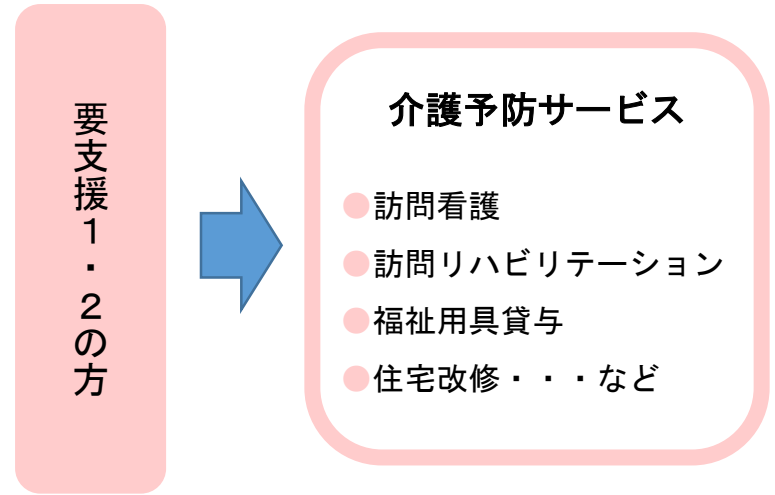 要支援１・２の方
介護予防サービス
●訪問看護
●訪問リハビリテーション
●福祉用具貸与
●住宅改修・・・など